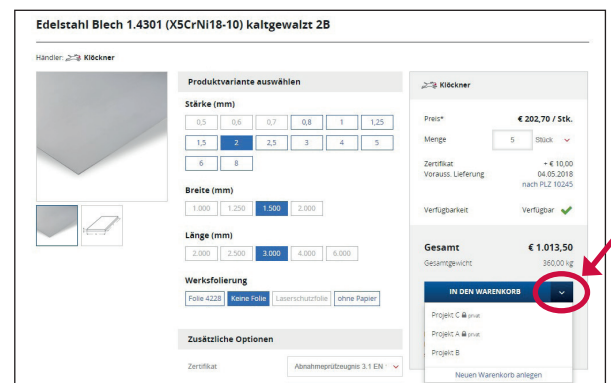 Edelstahl Blech 1.4301 (X5CrNi18-10) kaltgewalzt 2B
Händler: Klöckner
Produktvariante auswählen
Stärke (mm)
0,5 0,6 0,7 0,8 1 1,25
1,5 2 2,5 3 4 5
6 8
Breite (mm)
1.000 1.250 1.500 2.000
Länge (mm)
2.000 2.500 3.000 4.000 6.000
Werksfolierung
Folie 4228 Keine Folie Laserschutzfolie ohne Papier
Zusätzliche Optionen
Zertifikat Abnahmeprüfzeugnis 3.1 EN
Klöckner
Preis* € 202,70 / Stk.
Menge 5 Stück
Zertifikat + € 10,00
Vorauss. Lieferung 04.05.2018
nach PLZ 10245
Verfügbarkeit Verfügbar
Gesamt € 1.013,50
Gesamtgewicht 360,00 kg
IN DEN WARENKORB
Projekt C privat
Projekt A privat
Projekt B
Neuen Warenkorb anlegen